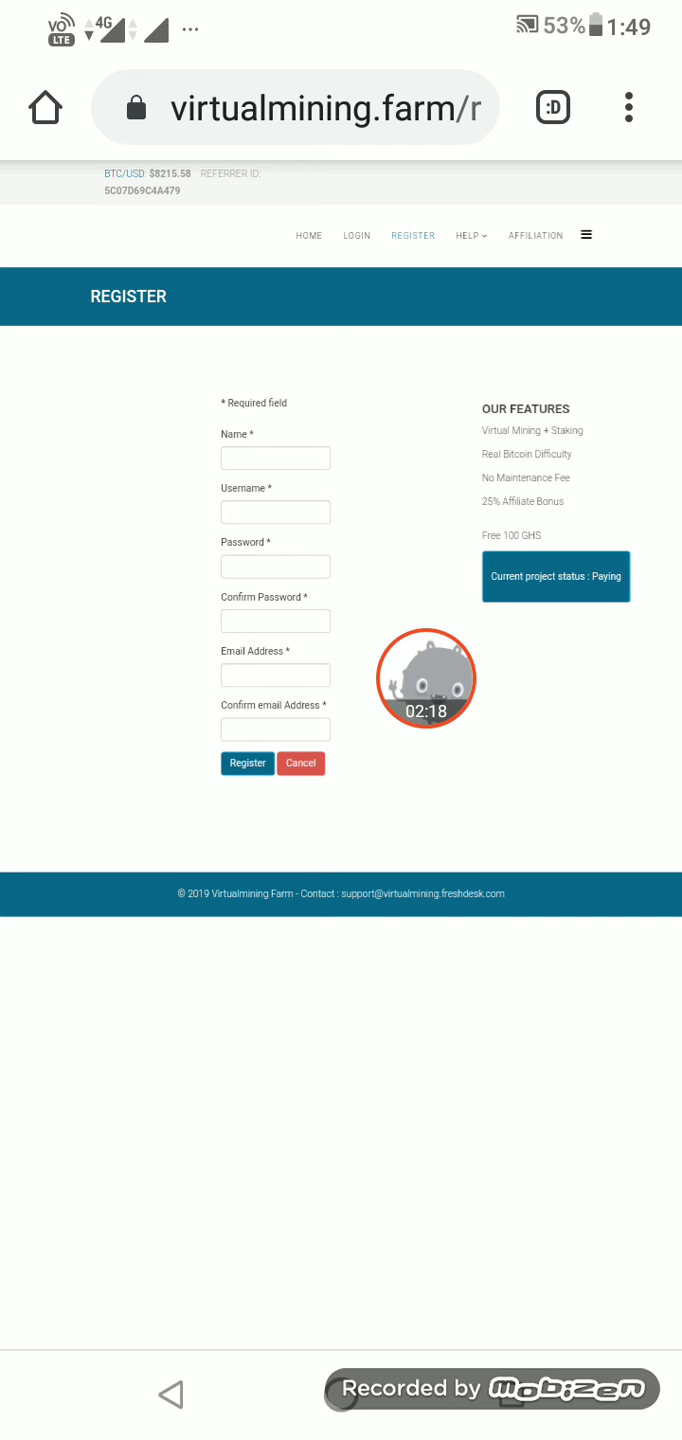 VO LTE 4G ... 53% 1:49
virtualmining.farm/r :D
BTC/USD: $8215.58 REFERRER ID:
5C07D69C4A479
HOME LOGIN REGISTER HELP AFFILIATION
REGISTER
* Required field
Name *
Username *
Password *
Confirm Password *
Email Address *
Confirm email Address *
Register Cancel
OUR FEATURES
Virtual Mining + Staking
Real Bitcoin Difficulty
No Maintenance Fee
25% Affiliate Bonus
Free 100 GHS
Current project status : Paying
02:18
© 2019 Virtualmining Farm - Contact : support@virtualmining.freshdesk.com
Recorded by mobizen